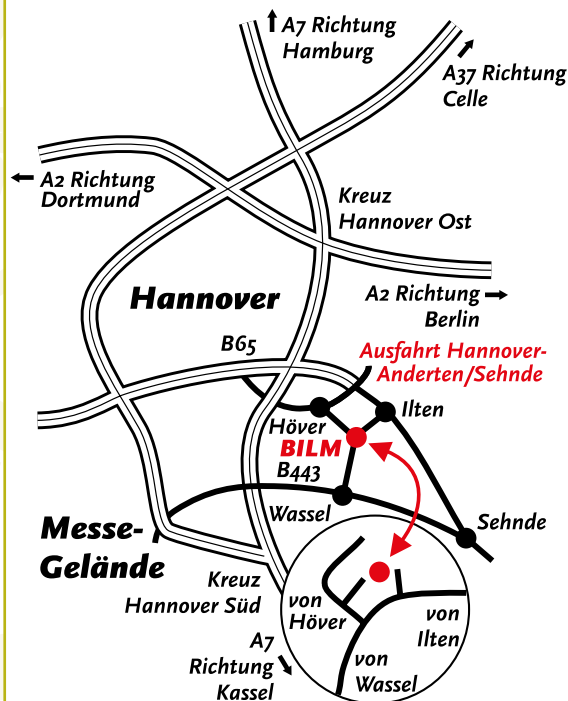 A7 Richtung
Hamburg
A37 Richtung
Celle
A2 Richtung
Dortmund
Kreuz
Hannover Ost
Hannover
A2 Richtung
Berlin
B65
Ausfahrt Hannover-
Anderten/Sehnde
Ilten
Höver
BILM
B443
Wassel
Sehnde
Messe-
Gelände
Kreuz
Hannover Süd
von
Höver
von
Ilten
von
Wassel
A7
Richtung
Kassel